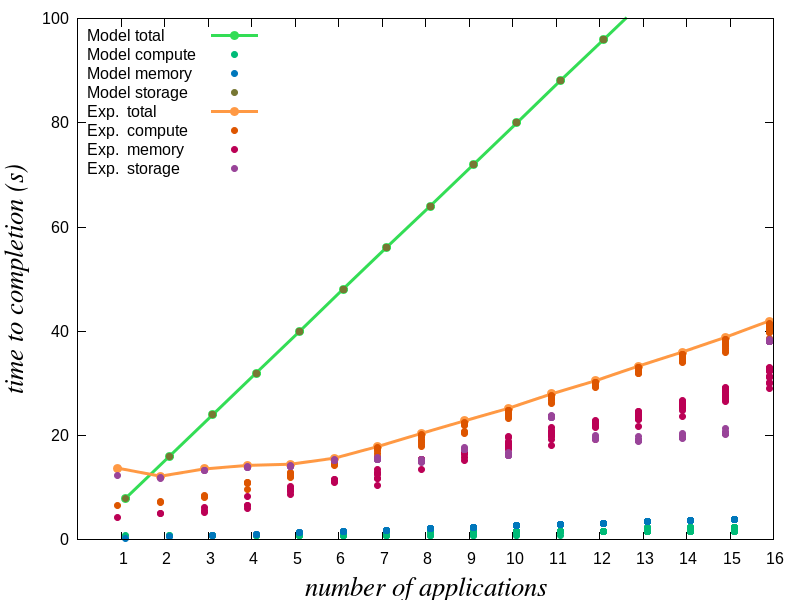 100
80
60
40
20
0
time to completion (s)
Model total
Model compute
Model memory
Model storage
Exp. total
Exp. compute
Exp. memory
Exp. storage
1 2 3 4 5 6 7 8 9 10 11 12 13 14 15 16
number of applications